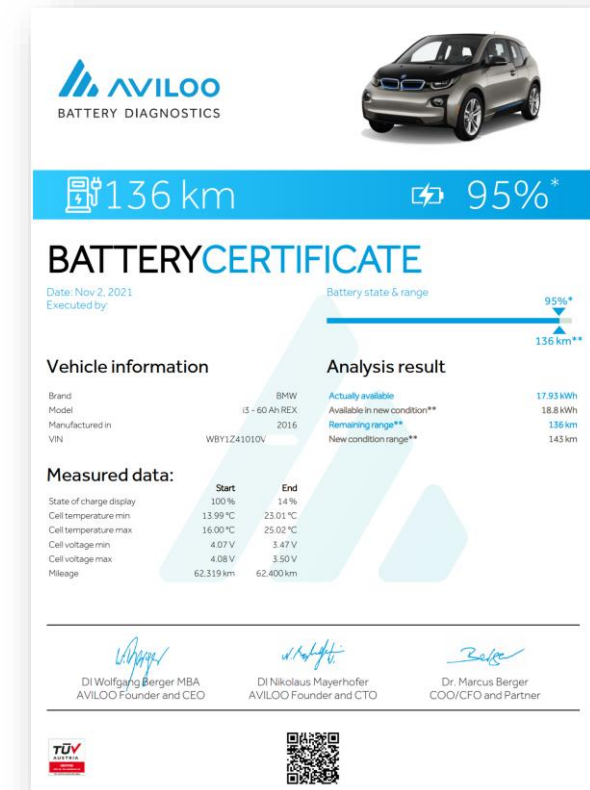 AVILOO
BATTERY DIAGNOSTICS
136 km
95%*
BATTERYCERTIFICATE
Date: Nov 2, 2021
Executed by:
Battery state & range
95%*
136 km**
Vehicle information
Brand BMW
Model i3 - 60 Ah REX
Manufactured in 2016
VIN WBY1Z41010V
Analysis result
Actually available 17.93 kWh
Available in new condition** 18.8 kWh
Remaining range** 136 km
New condition range** 143 km
Measured data:
Start End
State of charge display 100 % 14 %
Cell temperature min 13.99 °C 23.01 °C
Cell temperature max 16.00 °C 25.02 °C
Cell voltage min 4.07 V 3.47 V
Cell voltage max 4.08 V 3.50 V
Mileage 62,319 km 62,400 km
DI Wolfgang Berger MBA
AVILOO Founder and CEO
DI Nikolaus Mayerhofer
AVILOO Founder and CTO
Dr. Marcus Berger
COO/CFO and Partner
TÜV
AUSTRIA